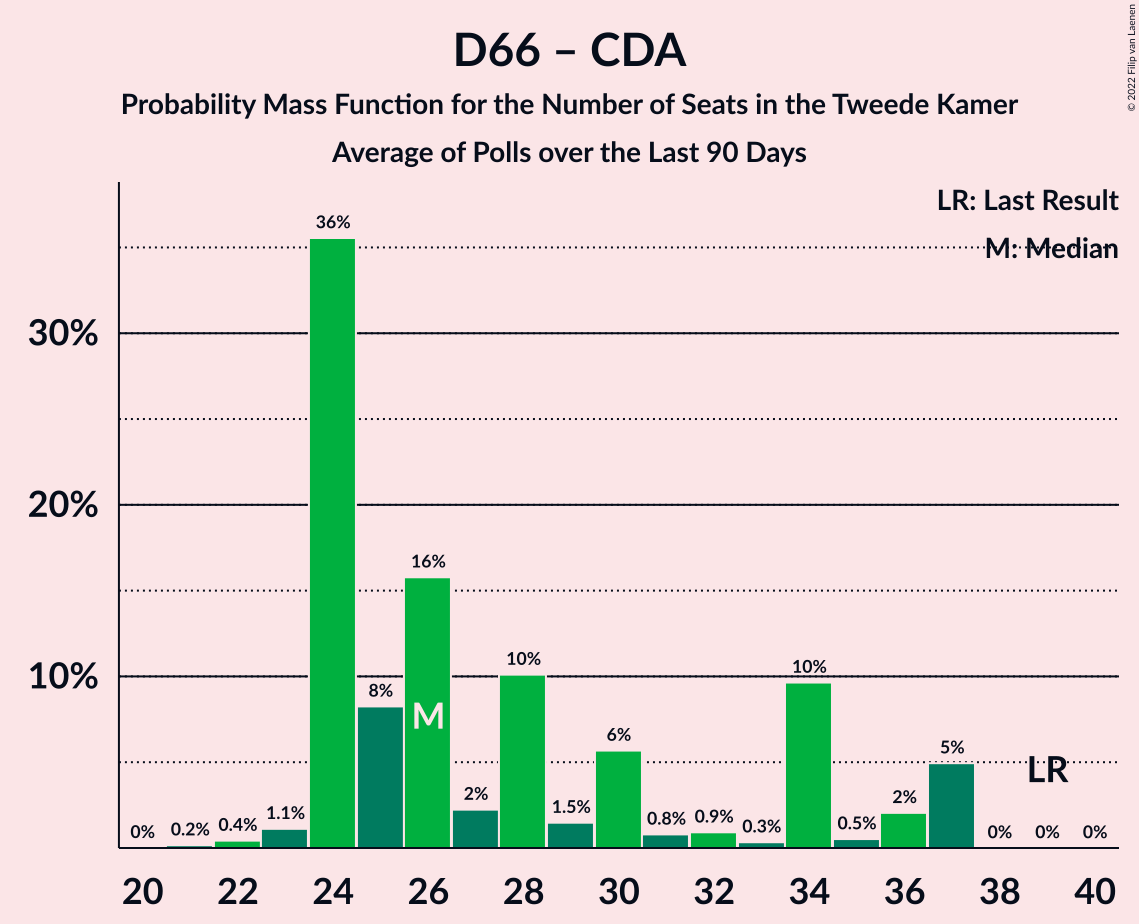 D66 – CDA
Probability Mass Function for the Number of Seats in the Tweede Kamer
Average of Polls over the Last 90 Days
© 2022 Filip van Laenen
LR: Last Result
M: Median
36%
30%
20%
16%
10%
10%
10%
8%
M
6%
5%
LR
2%
2%
1.5%
1.1%
0.8%
0.9%
0.5%
0.4%
0.3%
0.2%
0%
0%
0%
0%
20 22 24 26 28 30 32 34 36 38 40